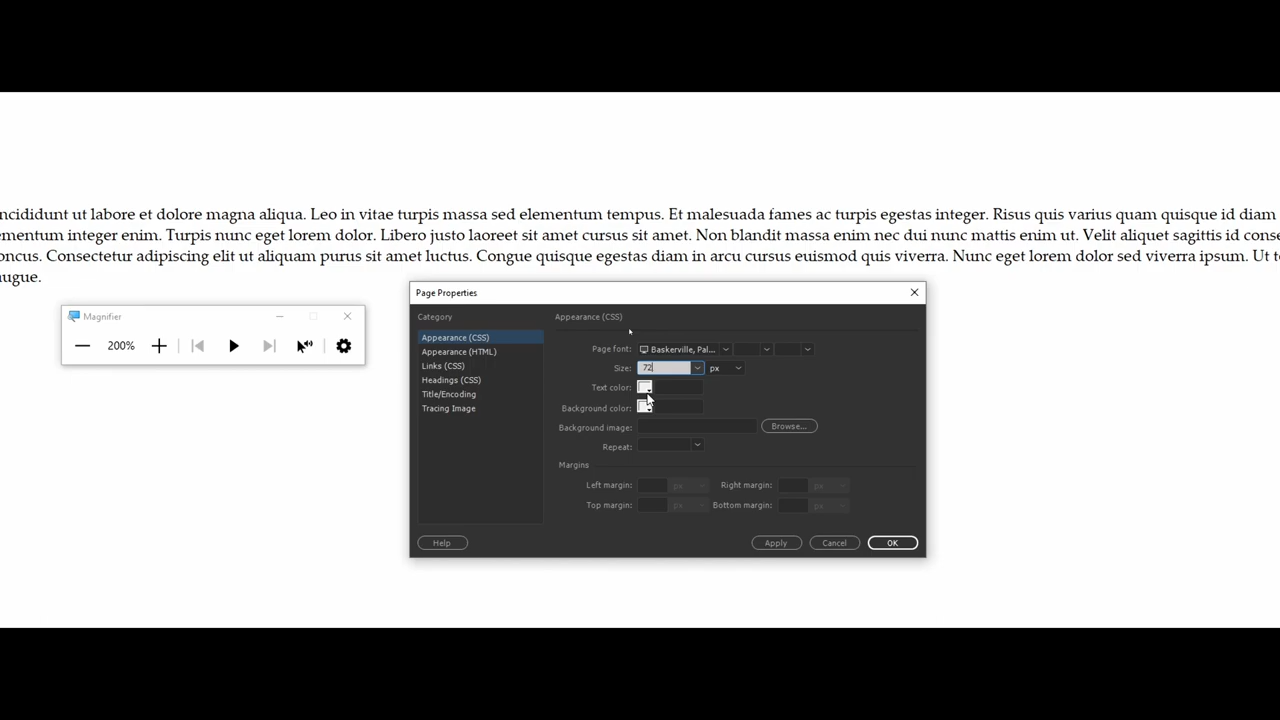 ncididunt ut labore et dolore magna aliqua. Leo in vitae turpis massa sed elementum tempus. Et malesuada fames ac turpis egestas integer. Risus quis varius quam quisque id diam
ementum integer enim. Turpis nunc eget lorem dolor. Libero justo laoreet sit amet cursus sit amet. Non blandit massa enim nec dui nunc mattis enim ut. Velit aliquet sagittis id conse
oncus. Consectetur adipiscing elit ut aliquam purus sit amet luctus. Congue quisque egestas diam in arcu cursus euismod quis viverra. Nunc eget lorem dolor sed viverra ipsum. Ut te
augue.
Magnifier
200%
Page Properties
Category
Appearance (CSS)
Appearance (HTML)
Links (CSS)
Headings (CSS)
Title/Encoding
Tracing Image
Appearance (CSS)
Page font: Baskerville, Pal...
Size: 72 px
Text color:
Background color:
Background image: Browse...
Repeat:
Margins
Left margin: px Right margin: px
Top margin: px Bottom margin: px
Help Apply Cancel OK